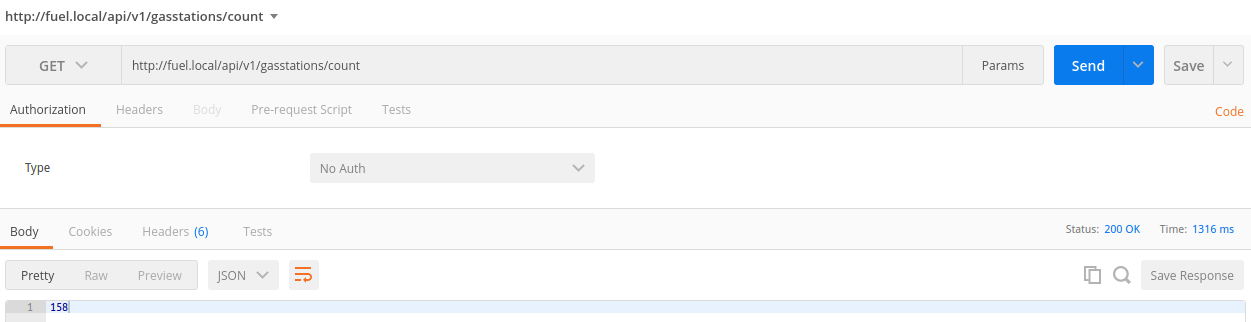 http://fuel.local/api/v1/gasstations/count
GET http://fuel.local/api/v1/gasstations/count Params Send Save
Authorization Headers Body Pre-request Script Tests Code
Type No Auth
Body Cookies Headers (6) Tests Status: 200 OK Time: 1316 ms
Pretty Raw Preview JSON Save Response
1 158